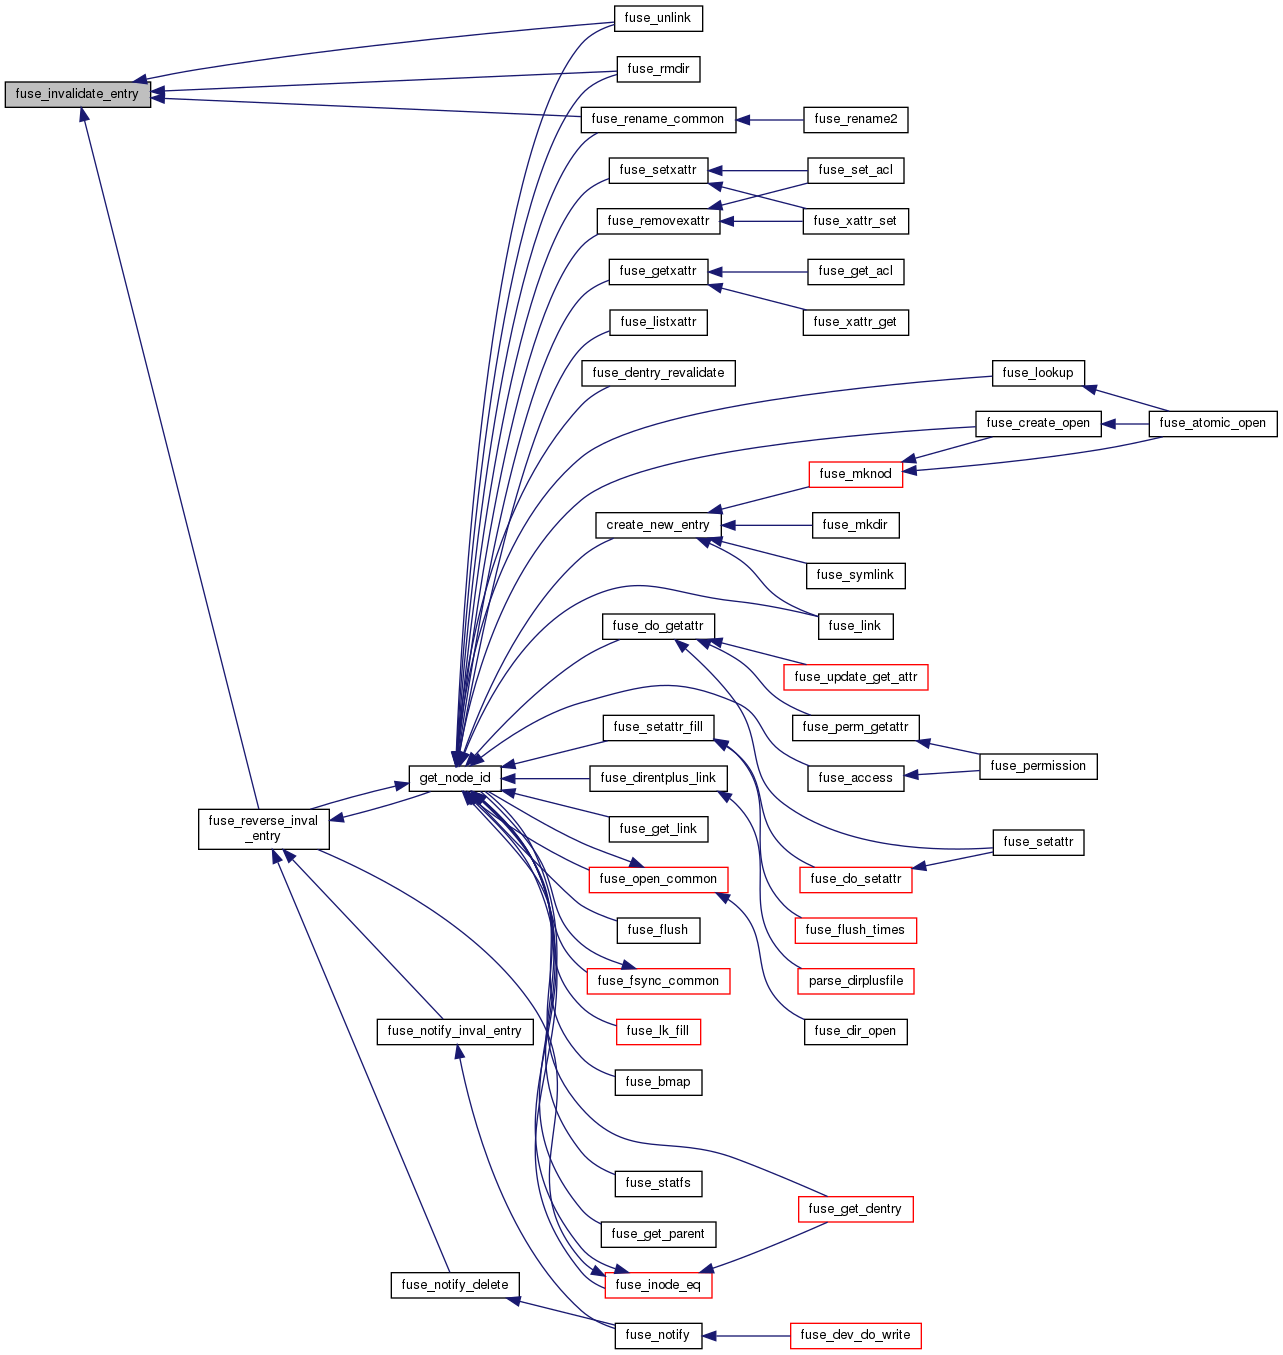 fuse_unlink
fuse_rmdir
fuse_invalidate_entry
fuse_rename_common
fuse_rename2
fuse_setxattr
fuse_set_acl
fuse_removexattr
fuse_xattr_set
fuse_getxattr
fuse_get_acl
fuse_listxattr
fuse_xattr_get
fuse_dentry_revalidate
fuse_lookup
fuse_create_open
fuse_atomic_open
fuse_mknod
create_new_entry
fuse_mkdir
fuse_symlink
fuse_link
fuse_do_getattr
fuse_update_get_attr
fuse_setattr_fill
fuse_perm_getattr
fuse_permission
get_node_id
fuse_direntplus_link
fuse_access
fuse_reverse_inval
_entry
fuse_get_link
fuse_setattr
fuse_open_common
fuse_do_setattr
fuse_flush
fuse_flush_times
fuse_fsync_common
parse_dirplusfile
fuse_notify_inval_entry
fuse_lk_fill
fuse_dir_open
fuse_bmap
fuse_statfs
fuse_get_dentry
fuse_get_parent
fuse_notify_delete
fuse_inode_eq
fuse_notify
fuse_dev_do_write